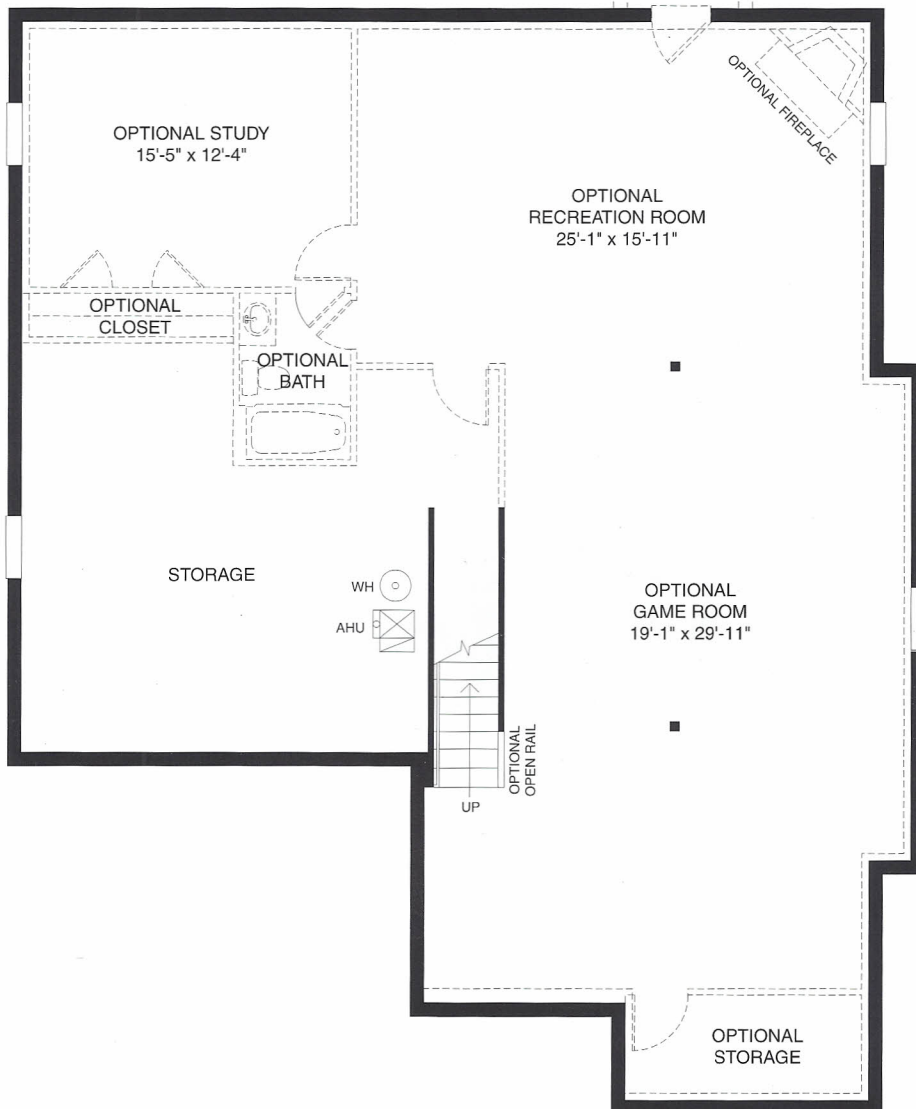 OPTIONAL STUDY
15'-5" x 12'-4"
OPTIONAL FIREPLACE
OPTIONAL
RECREATION ROOM
25'-1" x 15'-11"
OPTIONAL
CLOSET
OPTIONAL
BATH
STORAGE
WH
AHU
OPTIONAL
GAME ROOM
19'-1" x 29'-11"
OPTIONAL
OPEN RAIL
UP
OPTIONAL
STORAGE